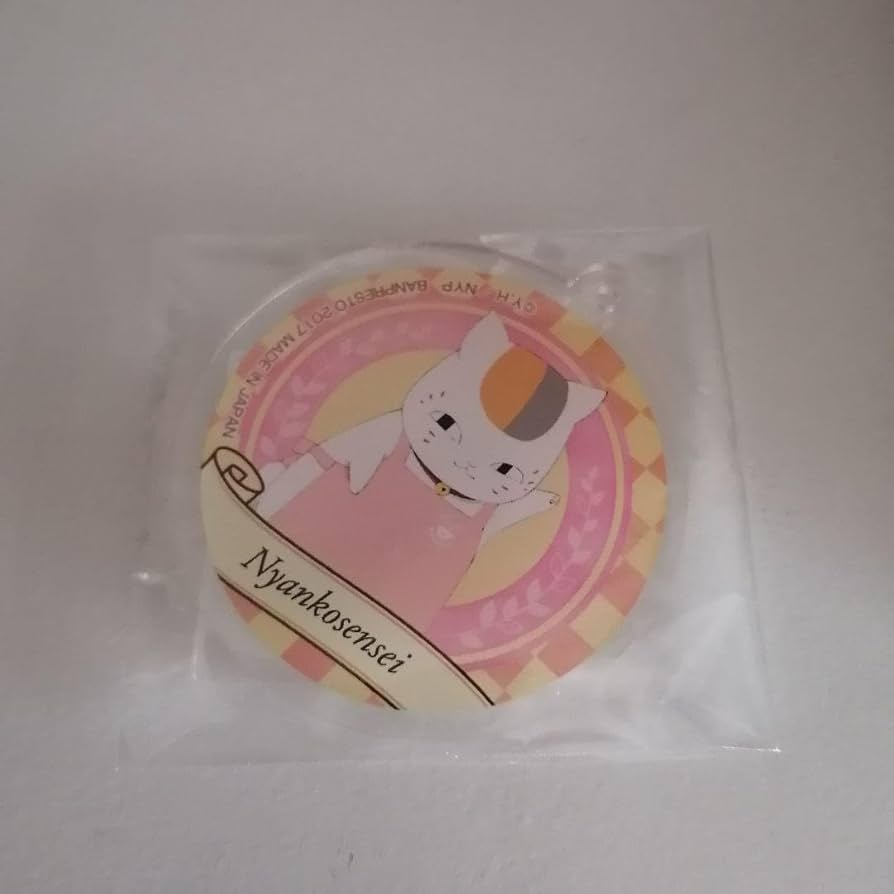 ©Y.H NYP BANPRESTO 2017 MADE IN JAPAN
Nyankosensei